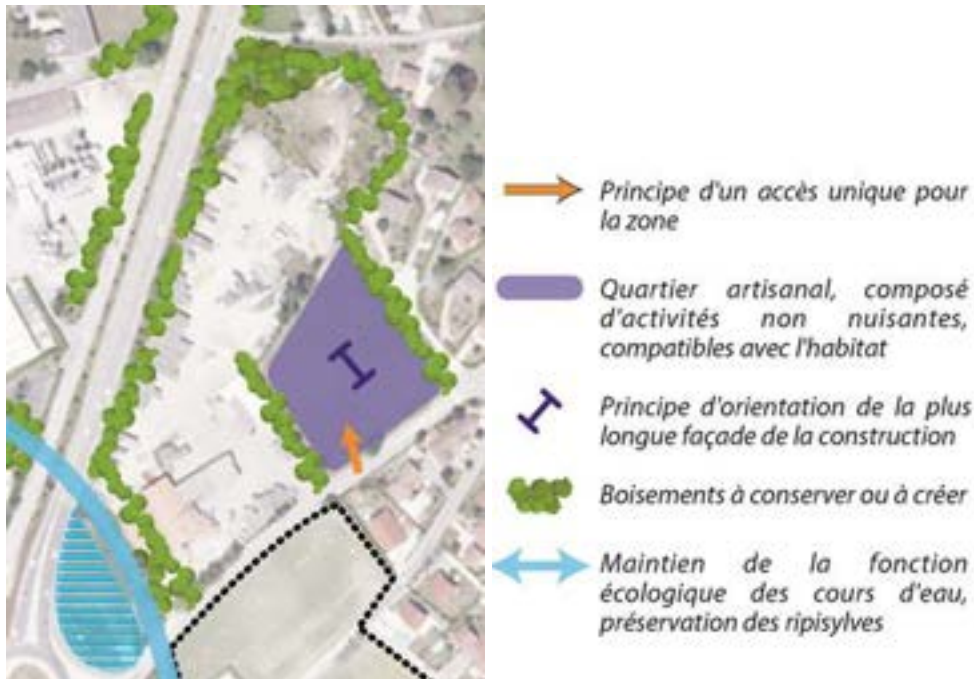 Principe d'un accès unique pour
la zone
Quartier artisanal, composé
d'activités non nuisantes,
compatibles avec l'habitat
Principe d'orientation de la plus
longue façade de la construction
Boisements à conserver ou à créer
Maintien de la fonction
écologique des cours d'eau,
préservation des ripisylves